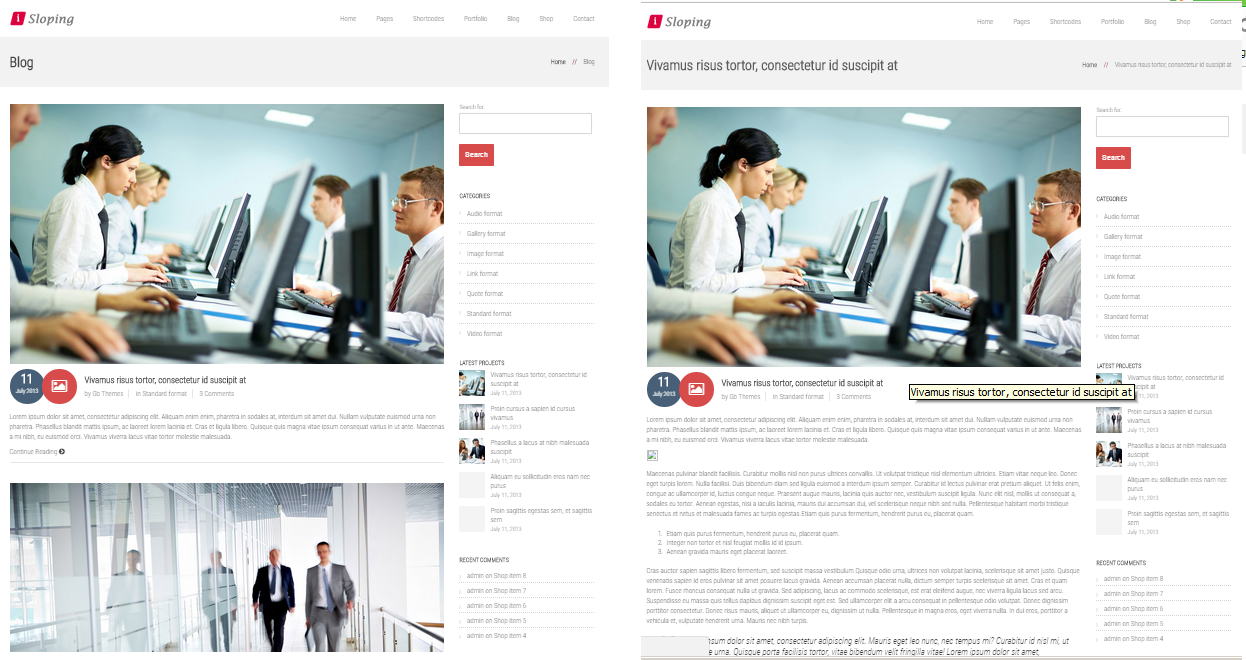 i Sloping
Home Pages Shortcodes Portfolio Blog Shop Contact
Blog
Home // Blog
Search for:
Search
CATEGORIES
Audio format
Gallery format
Image format
Link format
Quote format
Standard format
Video format
LATEST PROJECTS
Vivamus risus tortor, consectetur id
suscipit at
July 11, 2013
Proin cursus a sapien id cursus
vivamus
July 11, 2013
Phasellus a lacus at nibh malesuada
suscipit
July 11, 2013
Aliquam eu sollicitudin eros nam nec
purus
July 11, 2013
Proin sagittis egestas sem, et sagittis
sem
July 11, 2013
RECENT COMMENTS
admin on Shop item 8
admin on Shop item 7
admin on Shop item 6
admin on Shop item 5
admin on Shop item 4
11
July 2013
Vivamus risus tortor, consectetur id suscipit at
by Gb Themes in Standard format 3 Comments
Lorem ipsum dolor sit amet, consectetur adipiscing elit. Aliquam enim enim, pharetra in sodales at, interdum sit amet dui. Nullam vulputate euismod urna non
pharetra. Phasellus blandit mattis ipsum, ac laoreet lorem lacinia et. Cras et ligula libero. Quisque quis magna vitae ipsum consequat varius in ut ante. Maecenas
a mi nibh, eu euismod orci. Vivamus viverra lacus vitae tortor molestie malesuada.
Continue Reading
i Sloping
Home Pages Shortcodes Portfolio Blog Shop Contact
Vivamus risus tortor, consectetur id suscipit at
Home // Vivamus risus tortor, consectetur id suscipit at
Search for:
Search
CATEGORIES
Audio format
Gallery format
Image format
Link format
Quote format
Standard format
Video format
LATEST PROJECTS
Vivamus risus tortor, consectetur id
11, 2013
Proin cursus a sapien id cursus
vivamus
July 11, 2013
Phasellus a lacus at nibh malesuada
suscipit
July 11, 2013
Aliquam eu sollicitudin eros nam nec
purus
July 11, 2013
Proin sagittis egestas sem, et sagittis
sem
July 11, 2013
RECENT COMMENTS
admin on Shop item 8
admin on Shop item 7
admin on Shop item 6
admin on Shop item 5
admin on Shop item 4
11
July 2013
Vivamus risus tortor, consectetur id suscipit at
by Gb Themes in Standard format 3 Comments
Vivamus risus tortor, consectetur id suscipit at
Lorem ipsum dolor sit amet, consectetur adipiscing elit. Aliquam enim enim, pharetra in sodales at, interdum sit amet dui. Nullam vulputate euismod urna non
pharetra. Phasellus blandit mattis ipsum, ac laoreet lorem lacinia et. Cras et ligula libero. Quisque quis magna vitae ipsum consequat varius in ut ante. Maecenas
a mi nibh, eu euismod orci. Vivamus viverra lacus vitae tortor molestie malesuada.
Maecenas pulvinar blandit facilisis. Curabitur mollis nisl non purus ultrices convallis. Ut volutpat tristique nisl elementum ultricies. Etiam vitae neque leo. Donec
eget turpis lorem. Nulla facilisi. Duis bibendum diam sed ligula euismod a interdum ipsum semper. Curabitur id lectus pulvinar erat pretium aliquet. Ut felis enim,
congue ac ullamcorper id, luctus congue neque. Praesent augue mauris, lacinia quis auctor nec, vestibulum suscipit ligula. Nunc elit nisl, mollis ut consequat a,
sodales eu tortor. Aenean egestas, nisi a iaculis lacinia, mauris dui accumsan dui, vel scelerisque neque nibh sed nulla. Pellentesque habitant morbi tristique
senectus et netus et malesuada fames ac turpis egestas. Etiam quis purus fermentum, hendrerit purus eu, placerat quam.
1. Etiam quis purus fermentum, hendrerit purus eu, placerat quam.
2. Integer non tortor et nisl feugiat mollis id id ipsum.
3. Aenean gravida mauris eget placerat laoreet.
Cras auctor sapien sagittis libero fermentum, sed suscipit massa vestibulum. Quisque odio urna, ultrices non volutpat lacinia, scelerisque sit amet justo. Quisque
venenatis sapien id eros pulvinar sit amet posuere lacus gravida. Aenean accumsan placerat nulla, dictum semper turpis scelerisque sit amet. Cras et quam
lorem. Fusce rhoncus consequat nulla ut gravida. Sed adipiscing, lacus ac commodo scelerisque, est erat eleifend augue, nec viverra ligula lacus sed arcu.
Suspendisse eu massa quis tellus dapibus dignissim suscipit eget est. Sed ullamcorper elit a arcu consequat in pellentesque odio volutpat. Donec dignissim
porttitor consectetur. Donec risus mauris, aliquet ut ullamcorper eu, dignissim ut nulla. Pellentesque in magna eros, eget viverra nulla. In dui eros, porttitor a
vehicula et, vulputate hendrerit urna. Mauris nec nibh turpis.
sum dolor sit amet, consectetur adipiscing elit. Mauris eget leo nunc, nec tempus mi? Curabitur id nisl mi, ut
e urna. Quisque porta facilisis tortor, vitae bibendum velit fringilla vitae! Lorem ipsum dolor sit amet,